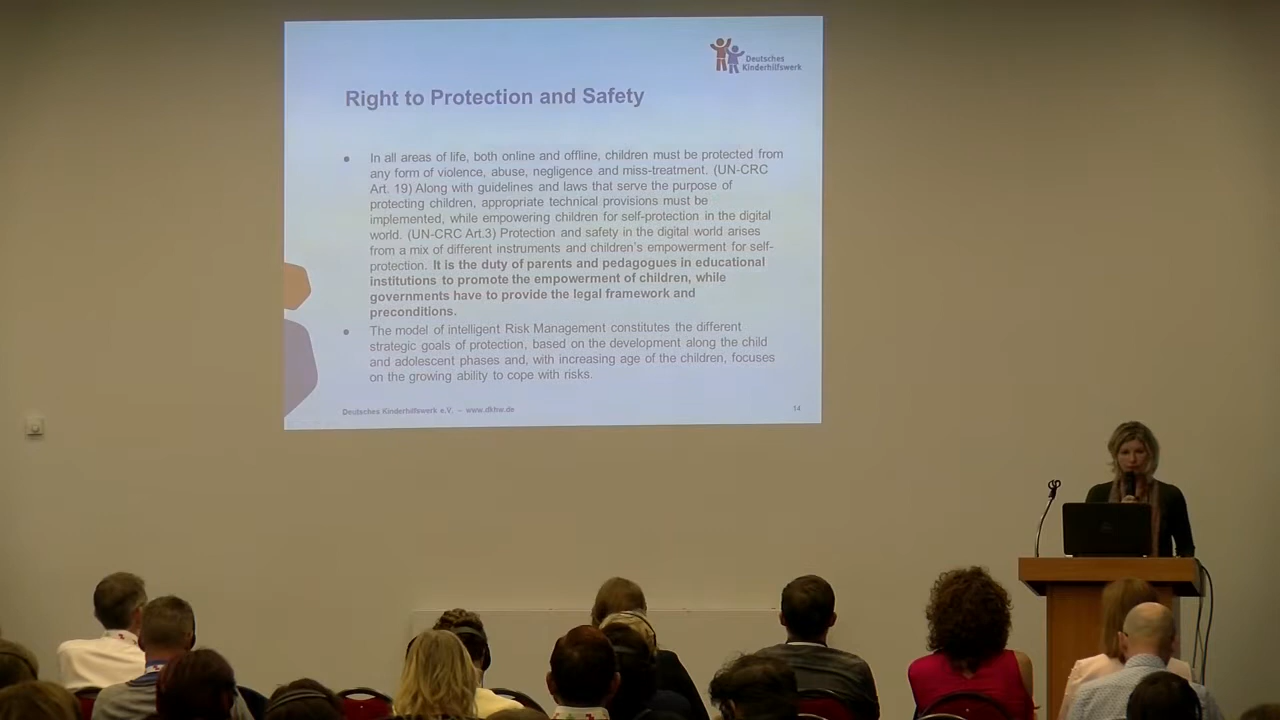 Deutsches
Kinderhilfswerk
Right to Protection and Safety
• In all areas of life, both online and offline, children must be protected from
any form of violence, abuse, negligence and miss-treatment. (UN-CRC
Art. 19) Along with guidelines and laws that serve the purpose of
protecting children, appropriate technical provisions must be
implemented, while empowering children for self-protection in the digital
world. (UN-CRC Art.3) Protection and safety in the digital world arises
from a mix of different instruments and children's empowerment for self-
protection. It is the duty of parents and pedagogues in educational
institutions to promote the empowerment of children, while
governments have to provide the legal framework and
preconditions.
• The model of intelligent Risk Management constitutes the different
strategic goals of protection, based on the development along the child
and adolescent phases and, with increasing age of the children, focuses
on the growing ability to cope with risks.
Deutsches Kinderhilfswerk e.V. – www.dkhw.de
14